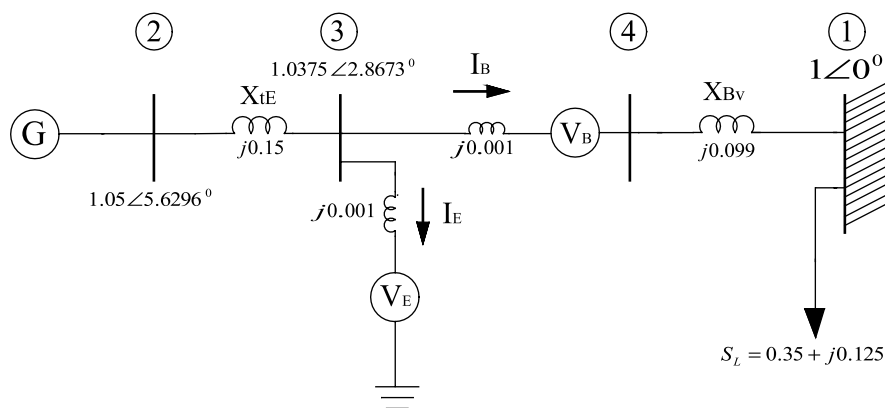 ② ③ ④ ①
1.0375∠2.8673⁰ I_B 1∠0⁰
X_tE X_Bv
G V_B
j0.15 j0.001 j0.099
1.05∠5.6296⁰
j0.001 I_E
V_E
S_L = 0.35 + j0.125